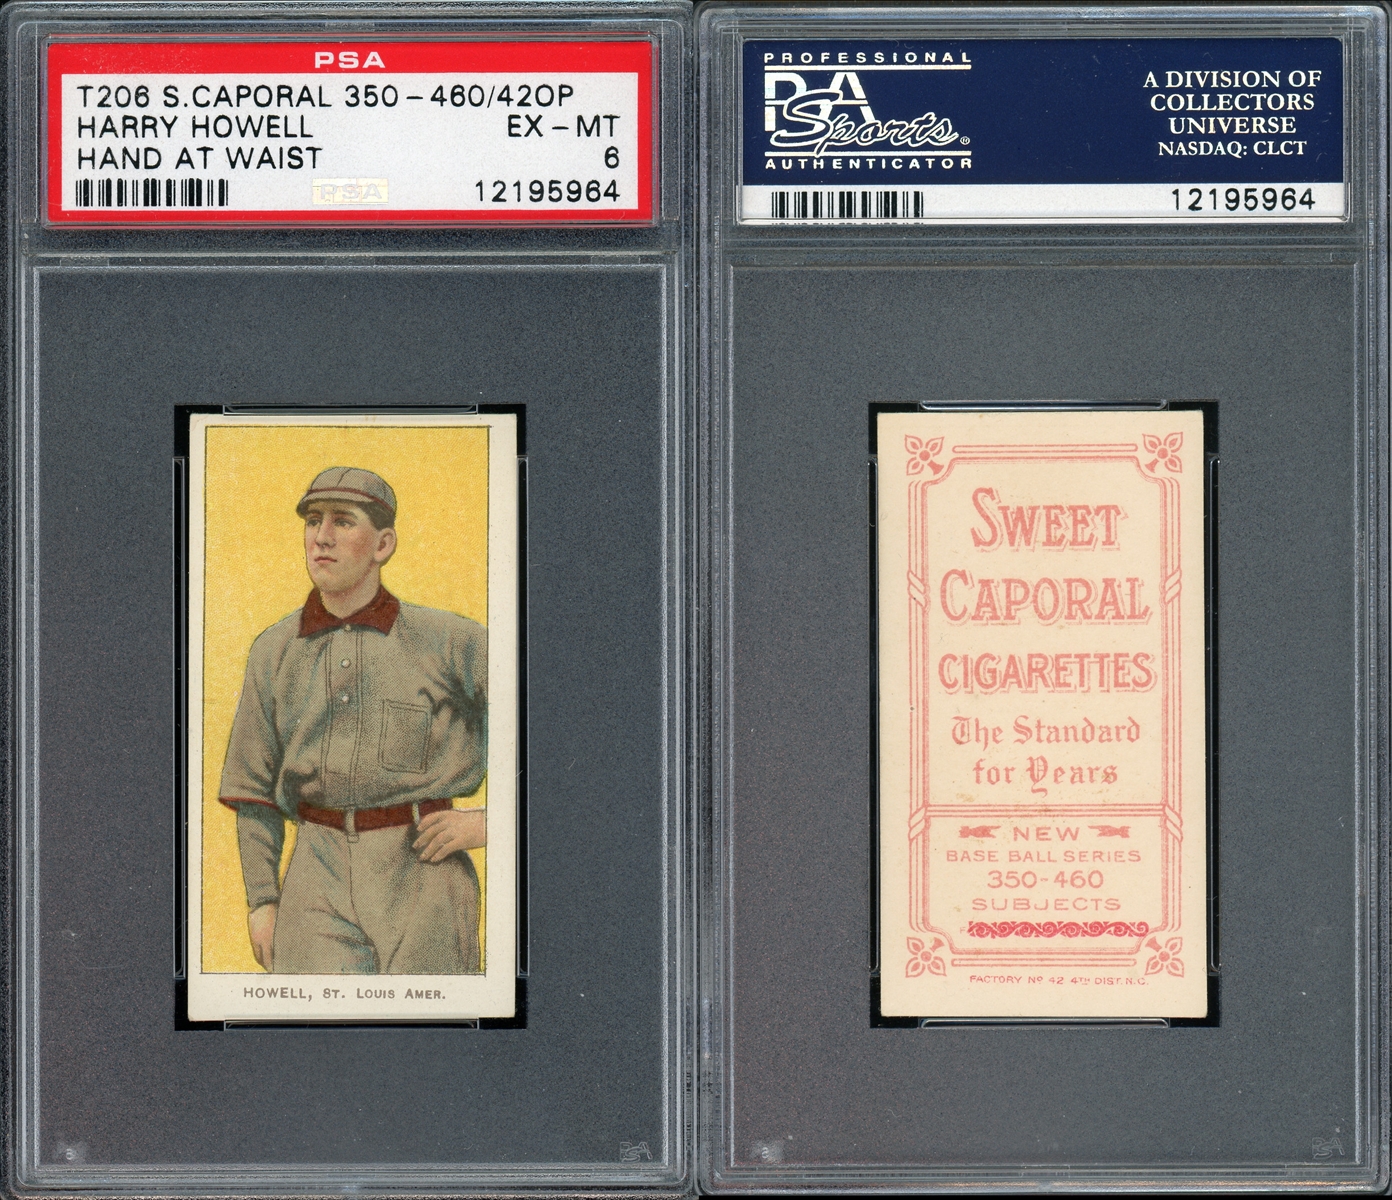 PSA
T206 S.CAPORAL 350 - 460/42OP
HARRY HOWELL EX - MT
HAND AT WAIST 6
PSA 12195964
HOWELL, ST. LOUIS AMER.
PSA
PROFESSIONAL
PSA
Sports®
AUTHENTICATOR
A DIVISION OF
COLLECTORS
UNIVERSE
NASDAQ: CLCT
12195964
SWEET
CAPORAL
CIGARETTES
The Standard
for Years
NEW
BASE BALL SERIES
350-460
SUBJECTS
FACTORY Nº 42 4TH DIST. N.C.
PSA